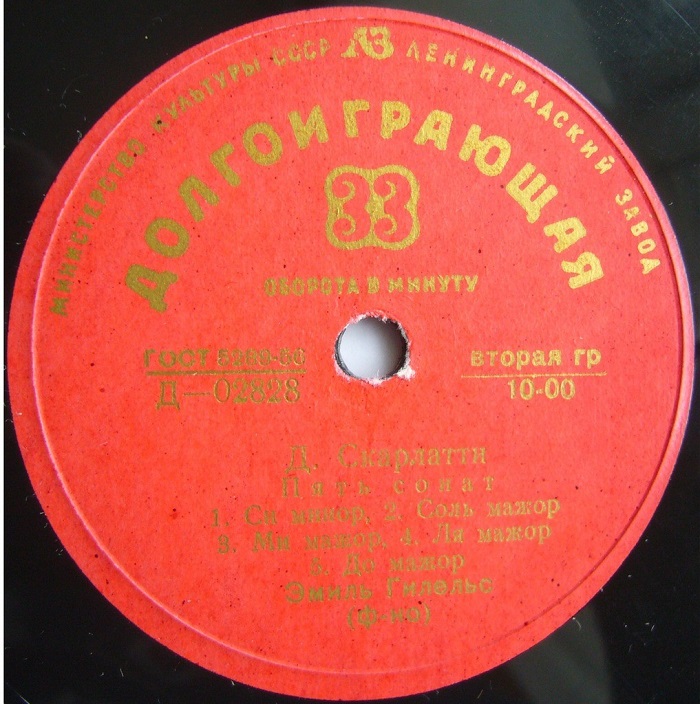 МИНИСТЕРСТВО КУЛЬТУРЫ СССР ЛЗ ЛЕНИНГРАДСКИЙ ЗАВОД
ДОЛГОИГРАЮЩАЯ
33
ОБОРОТА В МИНУТУ
ГОСТ 5289-56
Д—02828
вторая гр
10-00
Д. Скарлатти
Пять сонат
1. Си минор, 2. Соль мажор
3. Ми мажор, 4. Ля мажор
5. До мажор
Эмиль Гилельс
(ф-но)